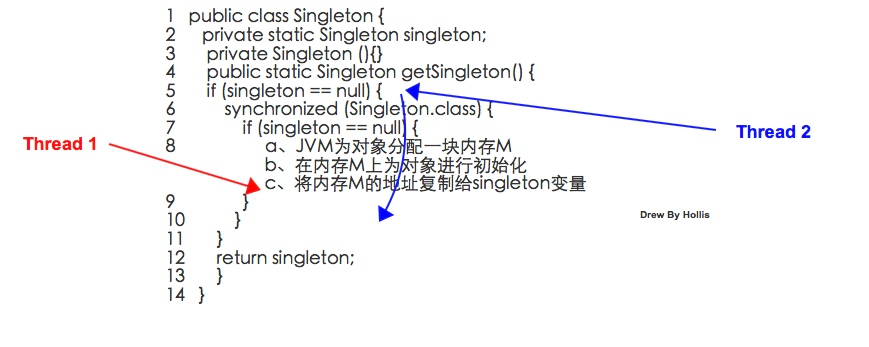 1 public class Singleton {
2 private static Singleton singleton;
3 private Singleton (){}
4 public static Singleton getSingleton() {
5 if (singleton == null) {
6 synchronized (Singleton.class) {
7 if (singleton == null) {
8 a、JVM为对象分配一块内存M
b、在内存M上为对象进行初始化
c、将内存M的地址复制给singleton变量
9 }
10 }
11 }
12 return singleton;
13 }
14 }
Thread 1
Thread 2
Drew By Hollis